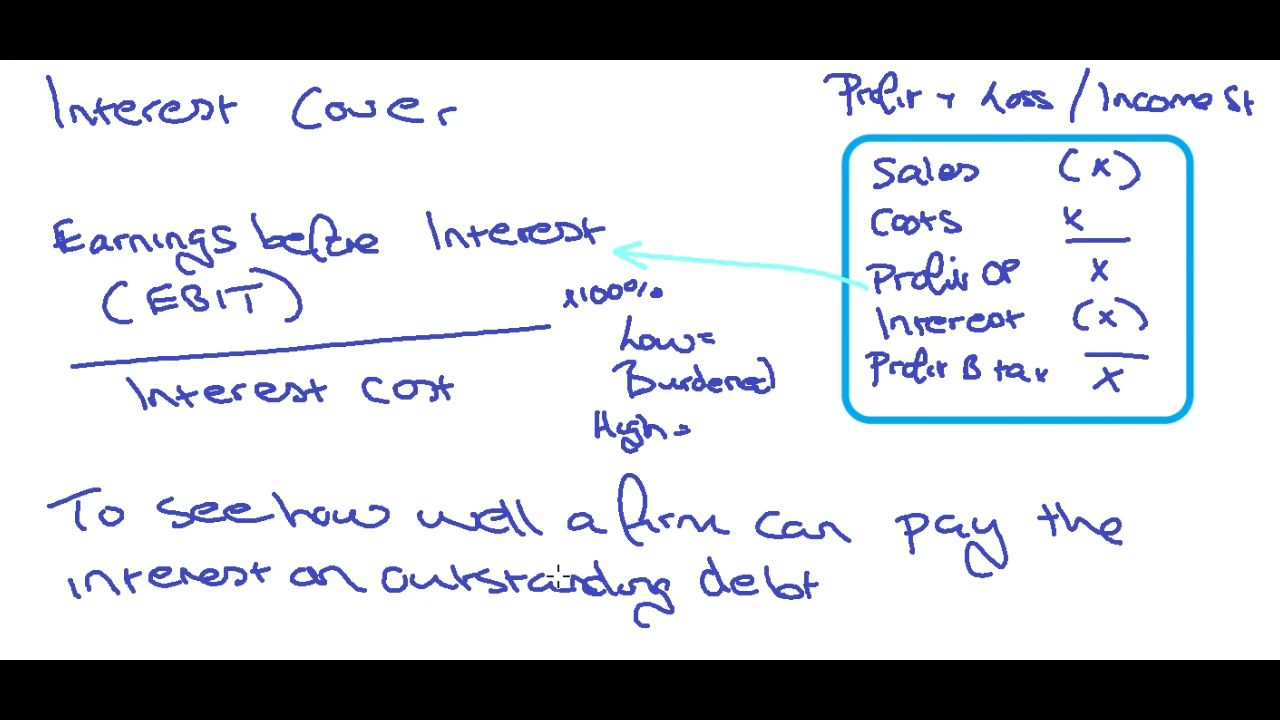 Interest Cover
Earnings before Interest
(EBIT)
Interest cost
x100%
Low =
Burdened
High =
Profit + Loss / Income St
Sales (x)
Costs x
Profit OP x
Interest (x)
Profit B tax x
To see how well a firm can pay the
interest on outstanding debt